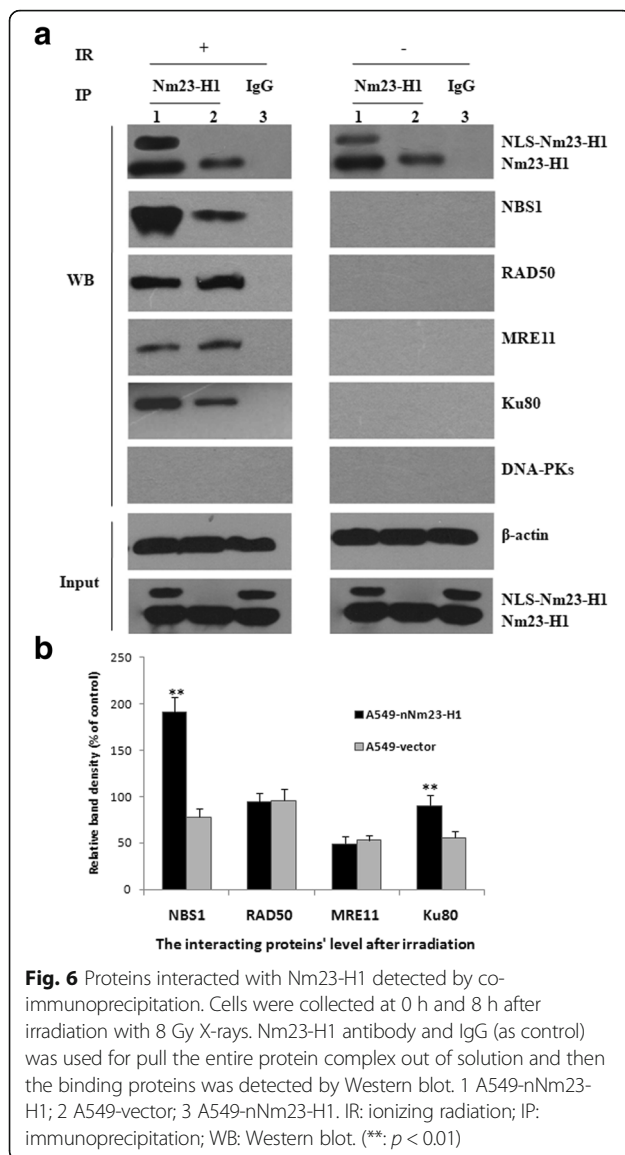 a
IR + -
IP Nm23-H1 IgG Nm23-H1 IgG
1 2 3 1 2 3
NLS-Nm23-H1
Nm23-H1
NBS1
WB RAD50
MRE11
Ku80
DNA-PKs
β-actin
Input
NLS-Nm23-H1
Nm23-H1
b
Relative band density (% of control)
250
200
150
100
50
0
**
**
A549-nNm23-H1
A549-vector
NBS1 RAD50 MRE11 Ku80
The interacting proteins' level after irradiation
Fig. 6 Proteins interacted with Nm23-H1 detected by co-
immunoprecipitation. Cells were collected at 0 h and 8 h after
irradiation with 8 Gy X-rays. Nm23-H1 antibody and IgG (as control)
was used for pull the entire protein complex out of solution and then
the binding proteins was detected by Western blot. 1 A549-nNm23-
H1; 2 A549-vector; 3 A549-nNm23-H1. IR: ionizing radiation; IP:
immunoprecipitation; WB: Western blot. (**: p < 0.01)